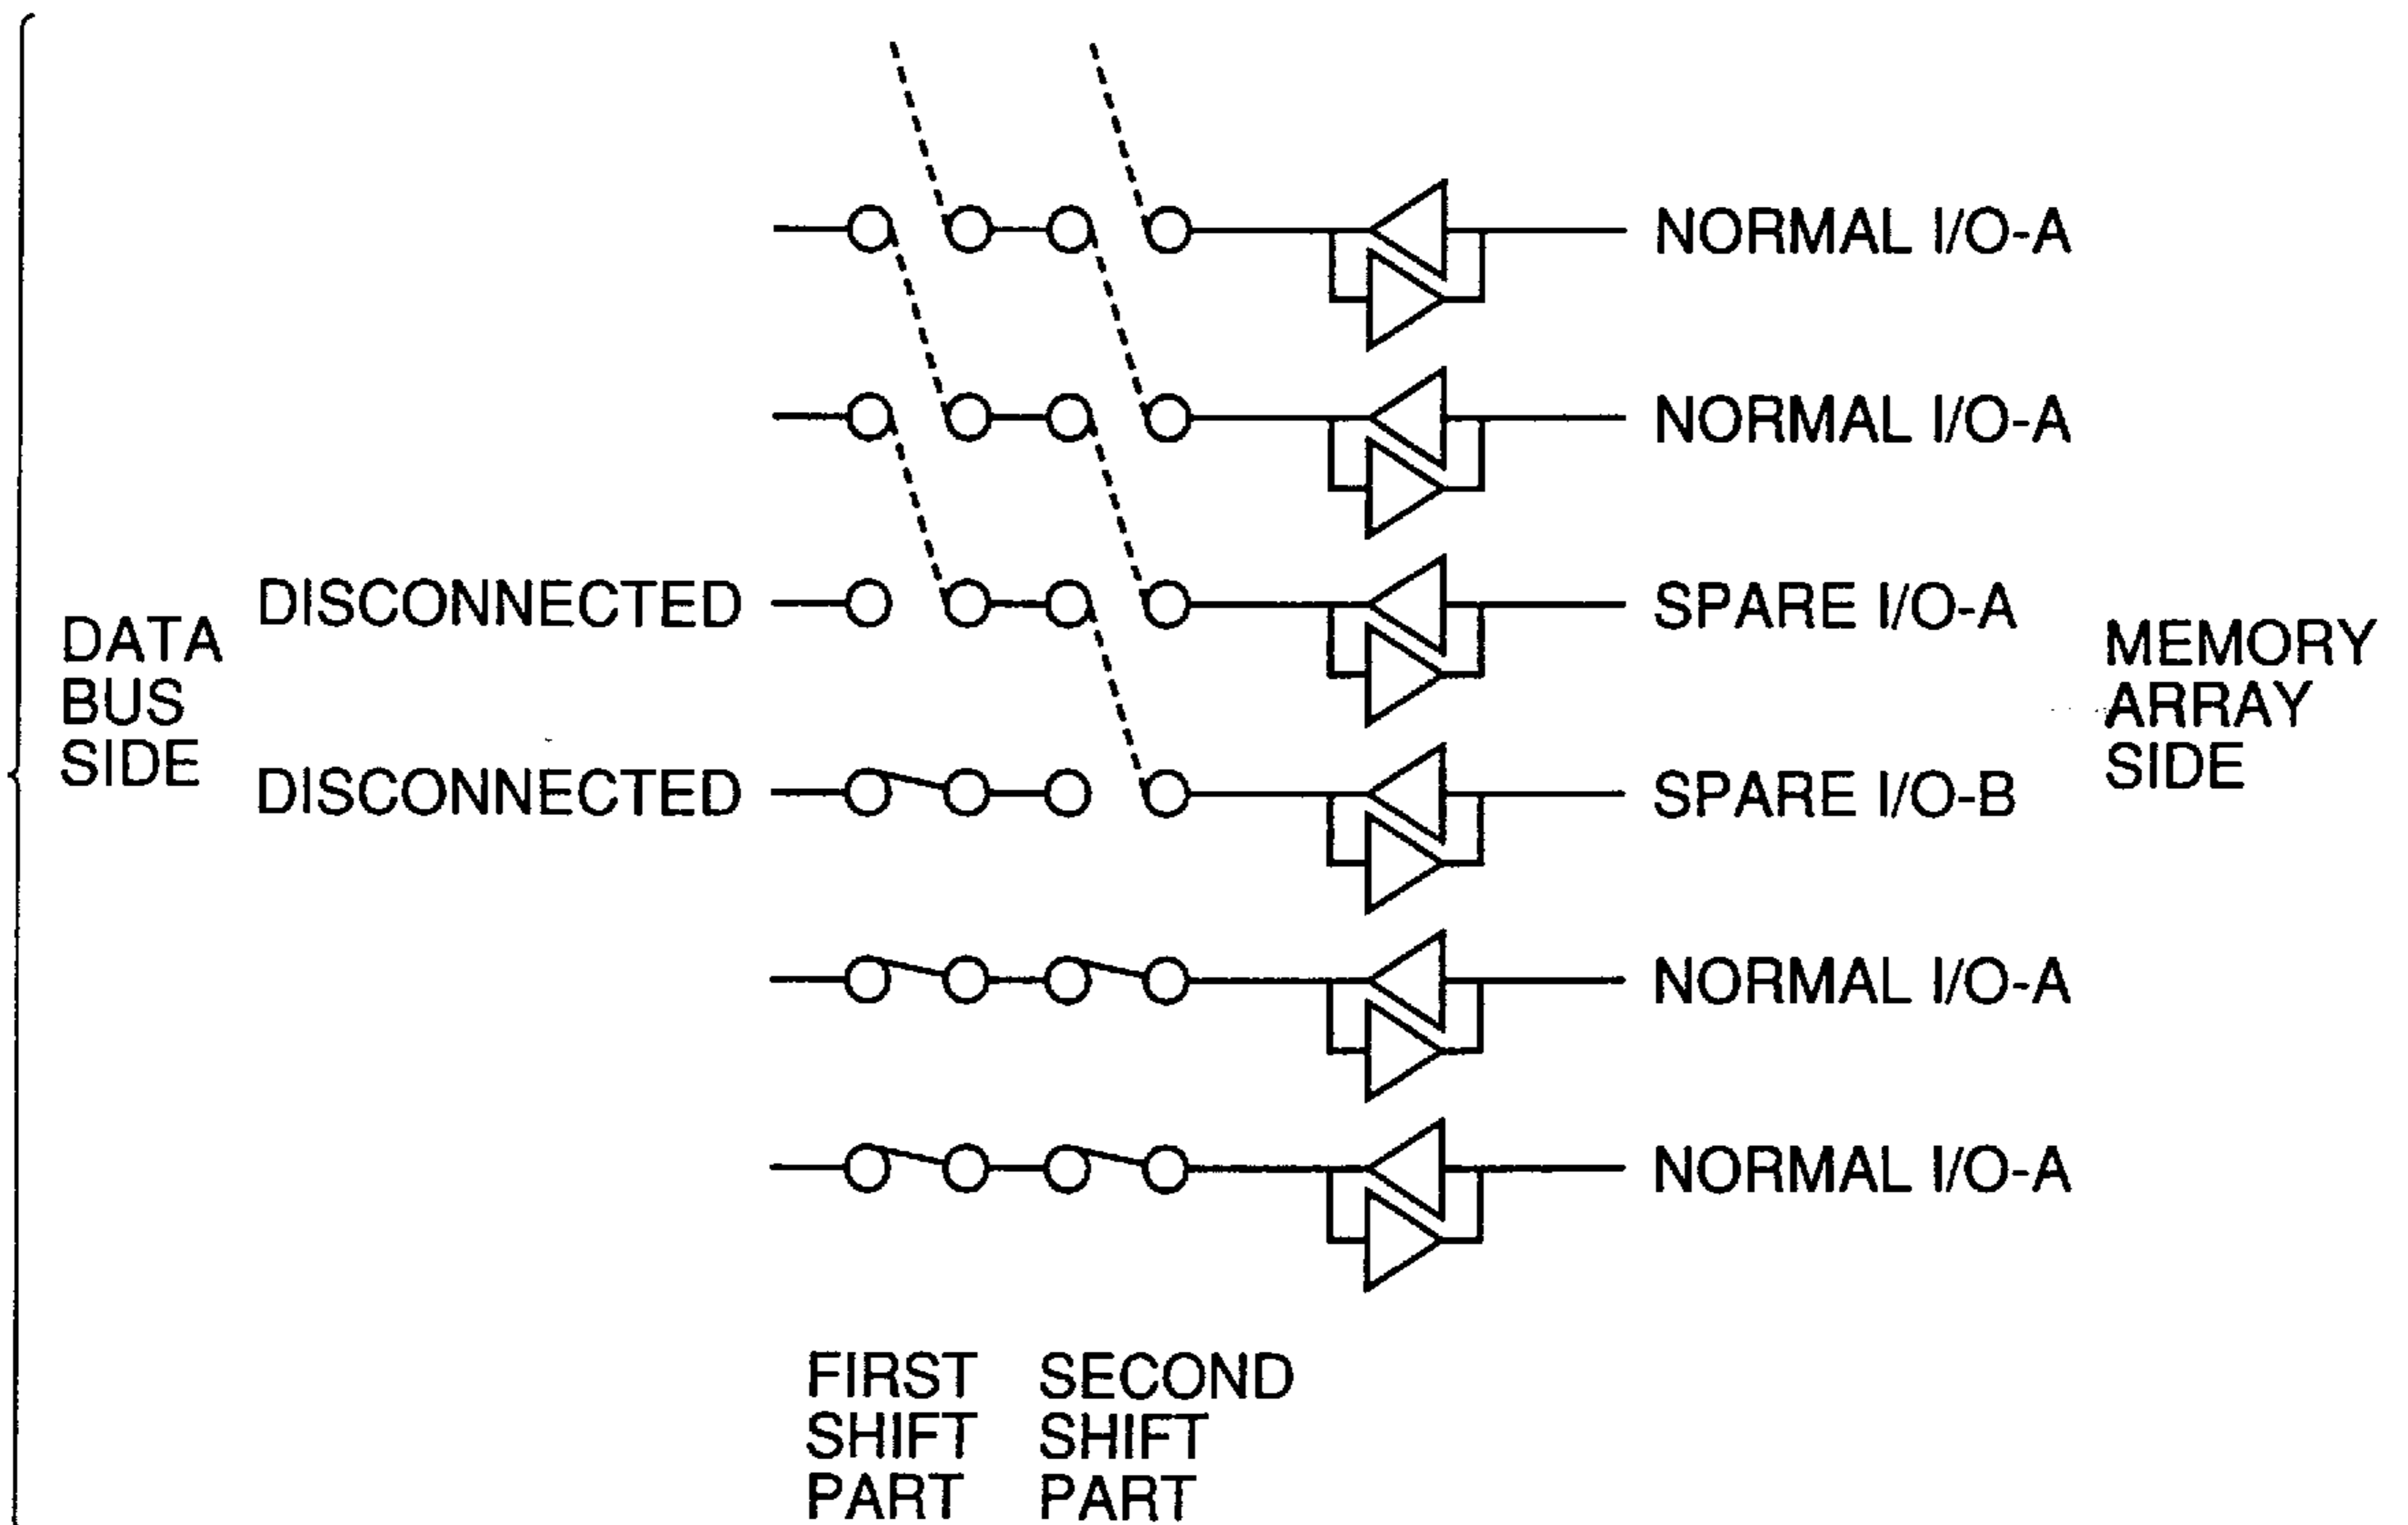 NORMAL I/O-A
NORMAL I/O-A
DISCONNECTED
SPARE I/O-A
DATA
BUS
SIDE
MEMORY
ARRAY
SIDE
DISCONNECTED
SPARE I/O-B
NORMAL I/O-A
NORMAL I/O-A
FIRST
SHIFT
PART
SECOND
SHIFT
PART